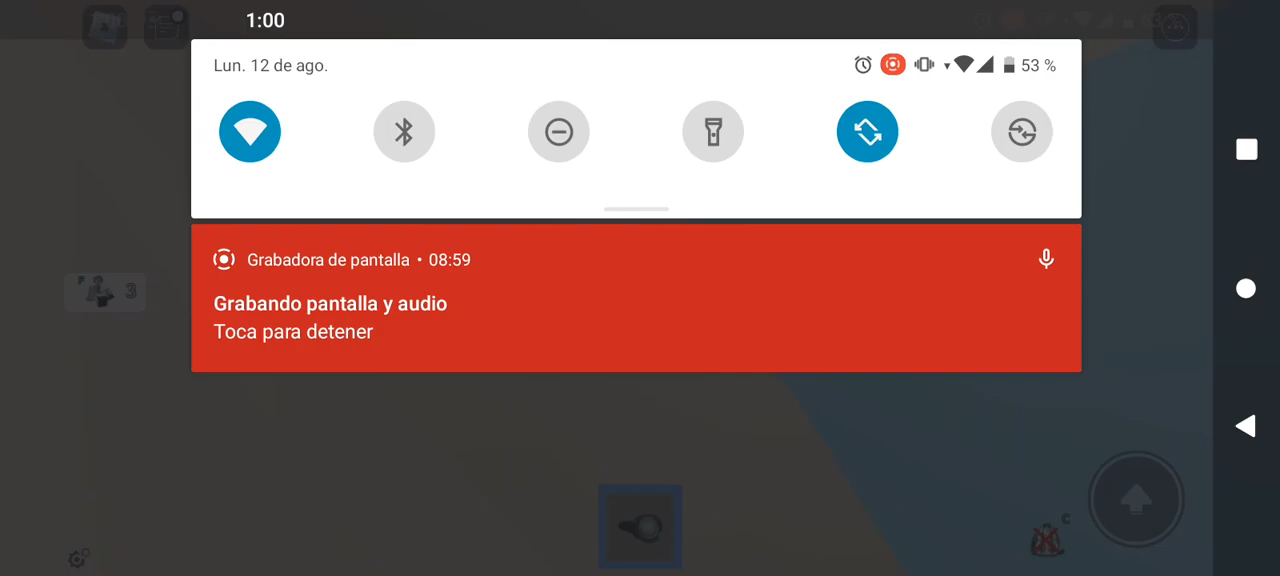 1:00
Lun. 12 de ago.
53 %
Grabadora de pantalla • 08:59
Grabando pantalla y audio
Toca para detener
3
C